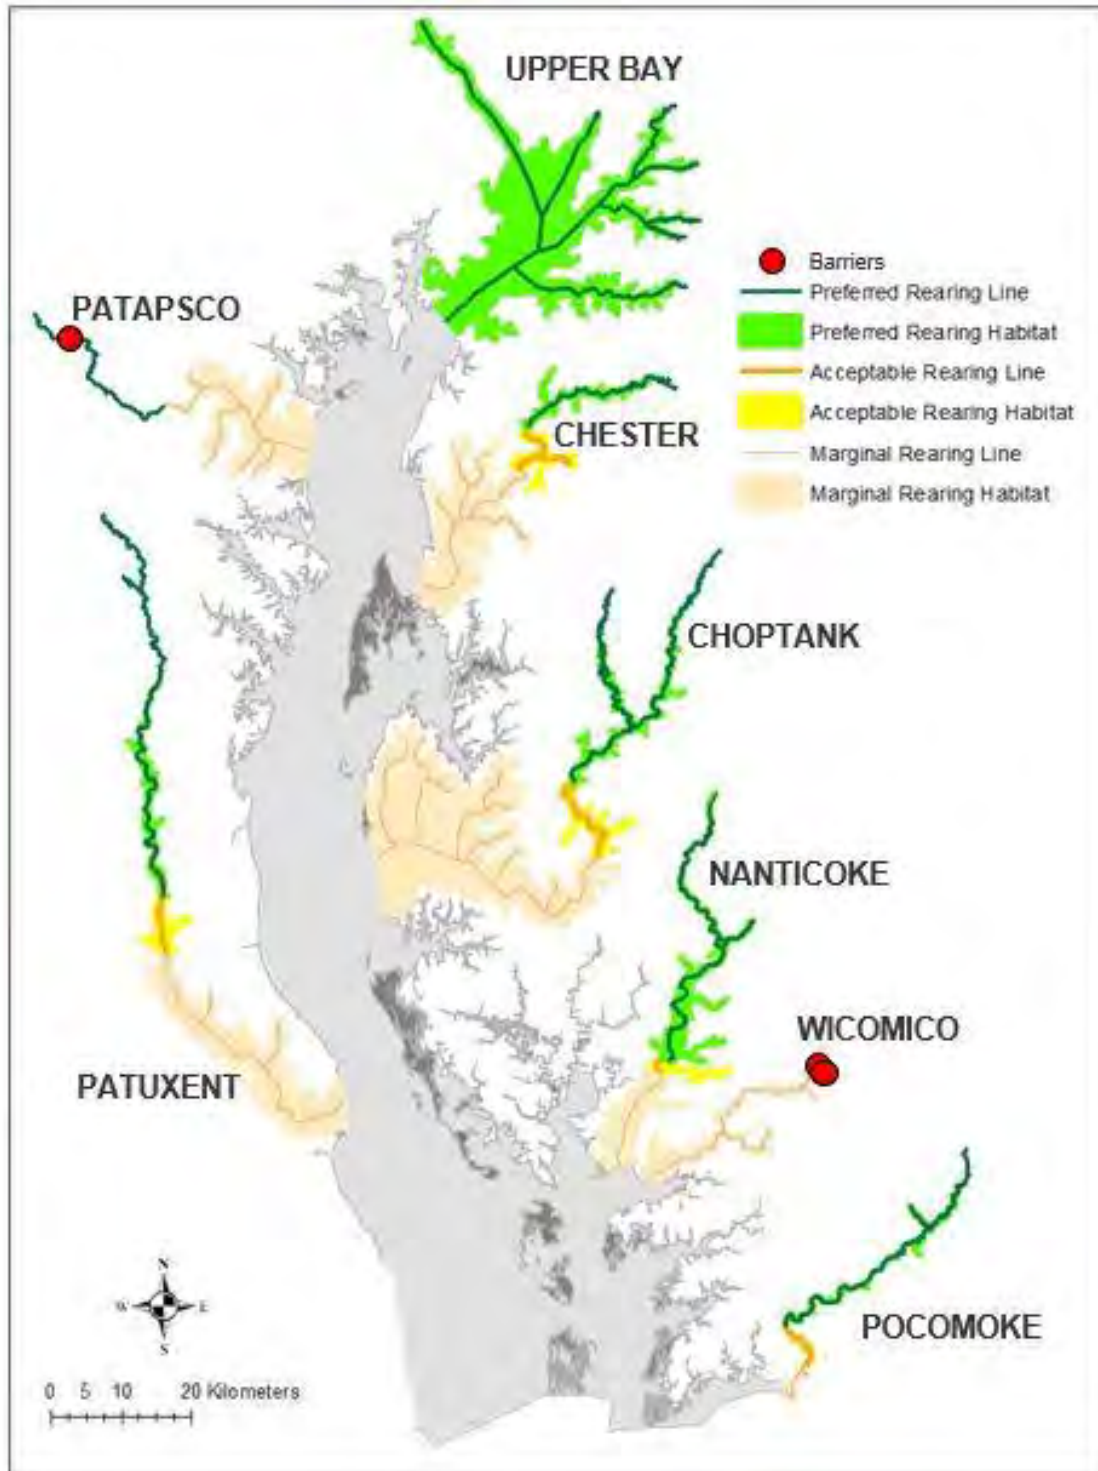 UPPER BAY
PATAPSCO
Barriers
Preferred Rearing Line
Preferred Rearing Habitat
Acceptable Rearing Line
Acceptable Rearing Habitat
Marginal Rearing Line
Marginal Rearing Habitat
CHESTER
CHOPTANK
NANTICOKE
WICOMICO
PATUXENT
POCOMOKE
N
W E
S
0 5 10 20 Kilometers